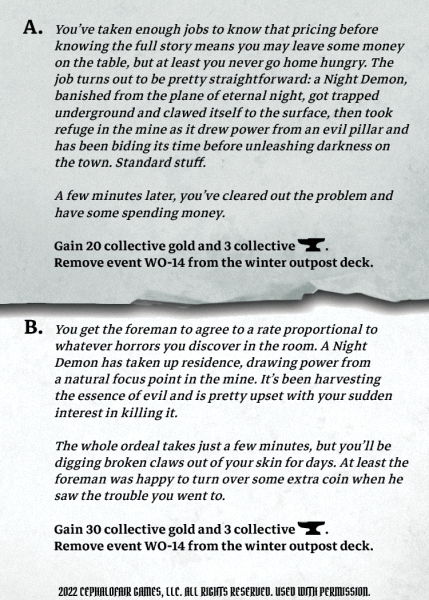 A. You've taken enough jobs to know that pricing before
knowing the full story means you may leave some money
on the table, but at least you never go home hungry. The
job turns out to be pretty straightforward: a Night Demon,
banished from the plane of eternal night, got trapped
underground and clawed itself to the surface, then took
refuge in the mine as it drew power from an evil pillar and
has been biding its time before unleashing darkness on
the town. Standard stuff.
A few minutes later, you've cleared out the problem and
have some spending money.
Gain 20 collective gold and 3 collective .
Remove event WO-14 from the winter outpost deck.
B. You get the foreman to agree to a rate proportional to
whatever horrors you discover in the room. A Night
Demon has taken up residence, drawing power from
a natural focus point in the mine. It's been harvesting
the essence of evil and is pretty upset with your sudden
interest in killing it.
The whole ordeal takes just a few minutes, but you'll be
digging broken claws out of your skin for days. At least the
foreman was happy to turn over some extra coin when he
saw the trouble you went to.
Gain 30 collective gold and 3 collective .
Remove event WO-14 from the winter outpost deck.
2022 CEPHALOFAIR GAMES, LLC. ALL RIGHTS RESERVED. USED WITH PERMISSION.